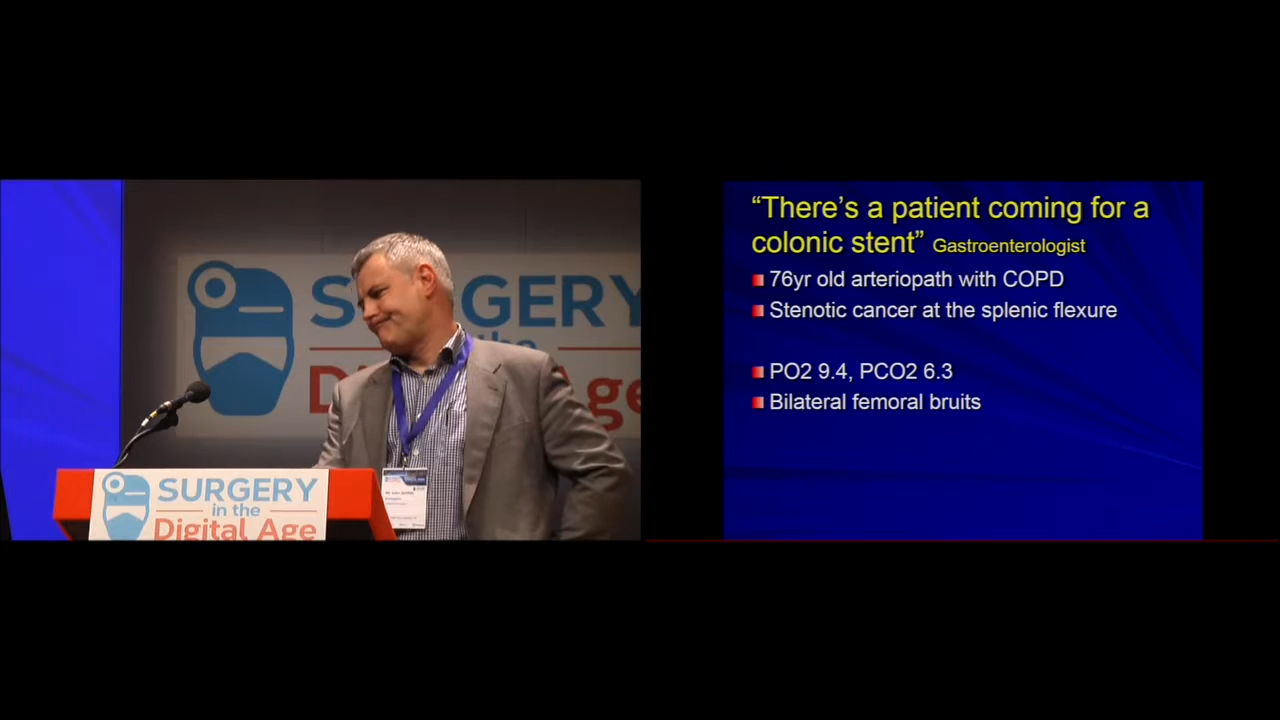 SURGERY
the
Digital Age
SURGERY
in the
Digital Age
“There’s a patient coming for a
colonic stent” Gastroenterologist
76yr old arteriopath with COPD
Stenotic cancer at the splenic flexure
PO2 9.4, PCO2 6.3
Bilateral femoral bruits